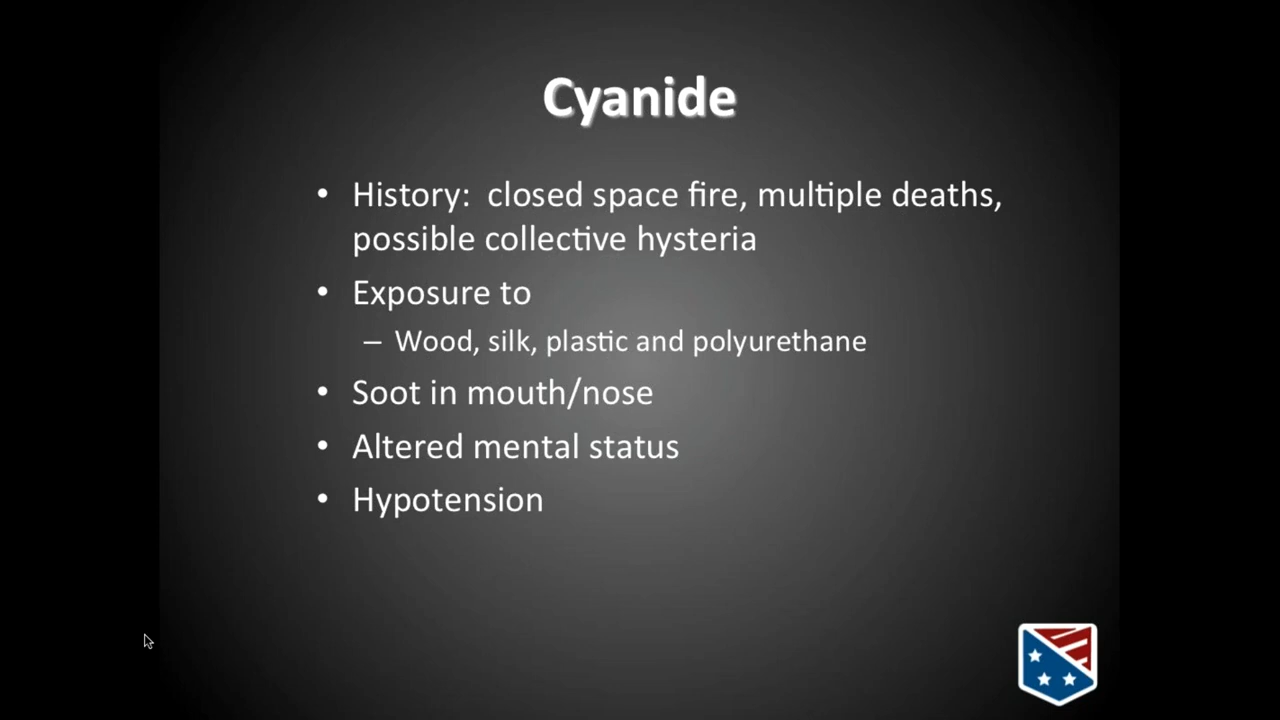 Cyanide
• History:  closed space fire, multiple deaths,
possible collective hysteria
• Exposure to
– Wood, silk, plastic and polyurethane
• Soot in mouth/nose
• Altered mental status
• Hypotension